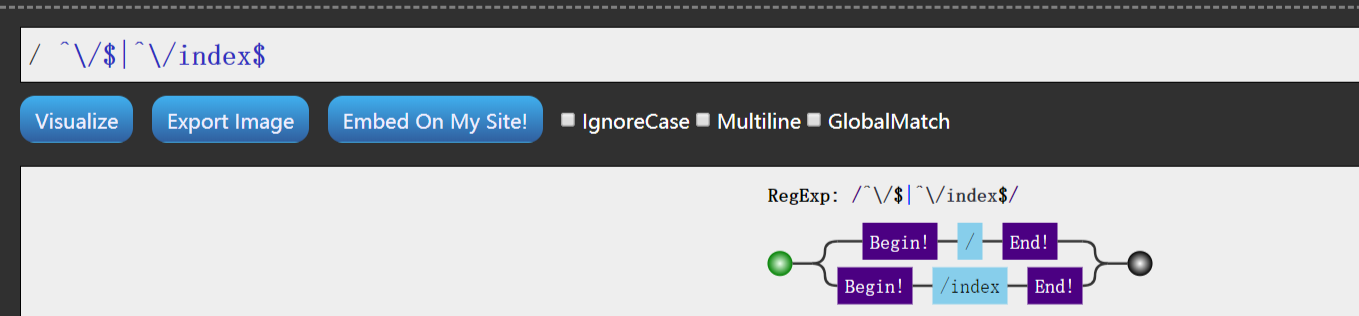 / ^\/$|^\/index$
Visualize Export Image Embed On My Site! IgnoreCase Multiline GlobalMatch
RegExp: /^\/$|^\/index$/
Begin! / End!
Begin! /index End!